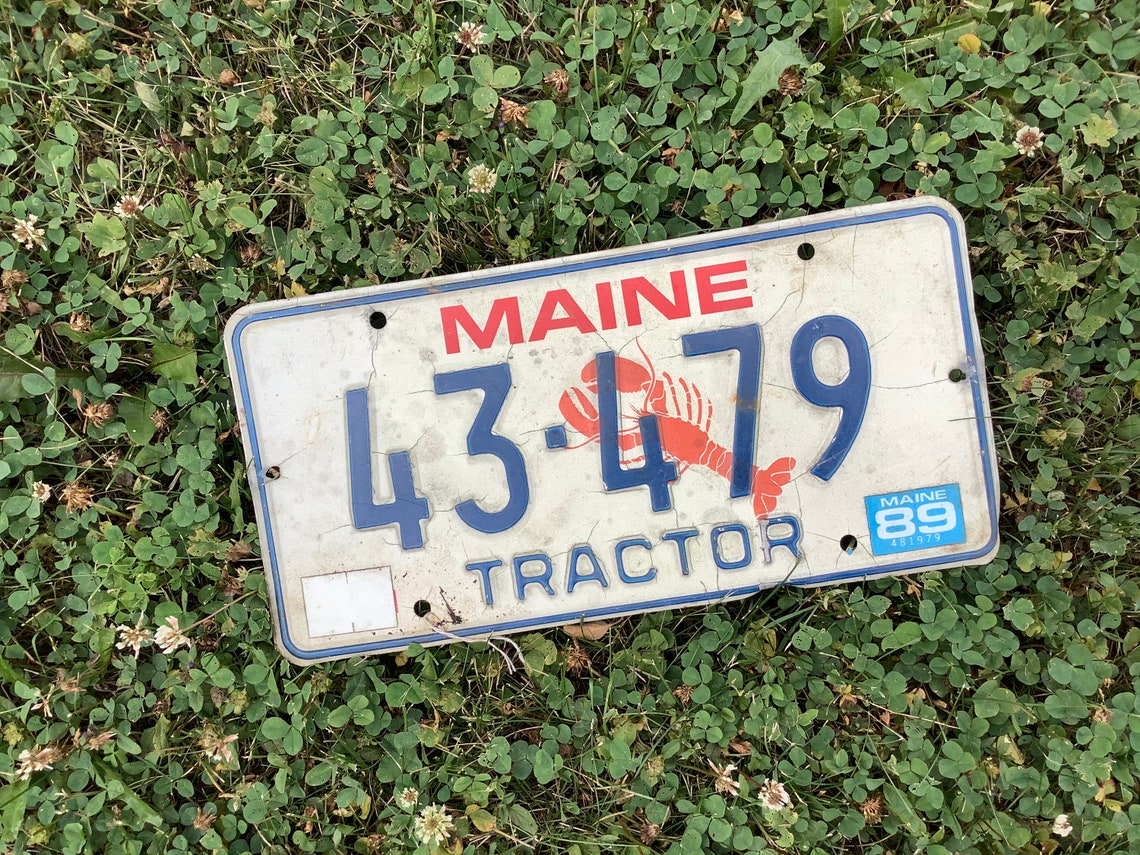 MAINE
43·479
TRACTOR
MAINE
89
481979